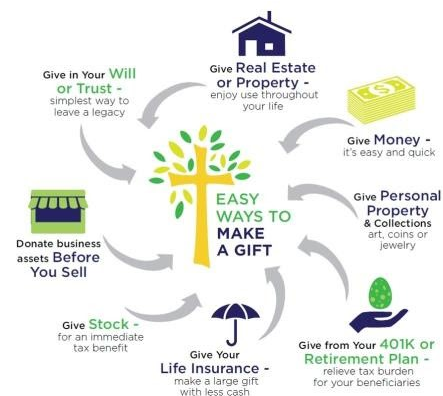 Give Real Estate
or Property -
enjoy use throughout
your life
Give Money -
it's easy and quick
Give Personal
Property
& Collections
art, coins or
jewelry
Give from Your 401K or
Retirement Plan -
relieve tax burden
for your beneficiaries
Give Your
Life Insurance -
make a large gift
with less cash
Give Stock -
for an immediate
tax benefit
Donate business
assets Before
You Sell
Give in Your Will
or Trust -
simplest way to
leave a legacy
EASY
WAYS TO
MAKE
A GIFT
$